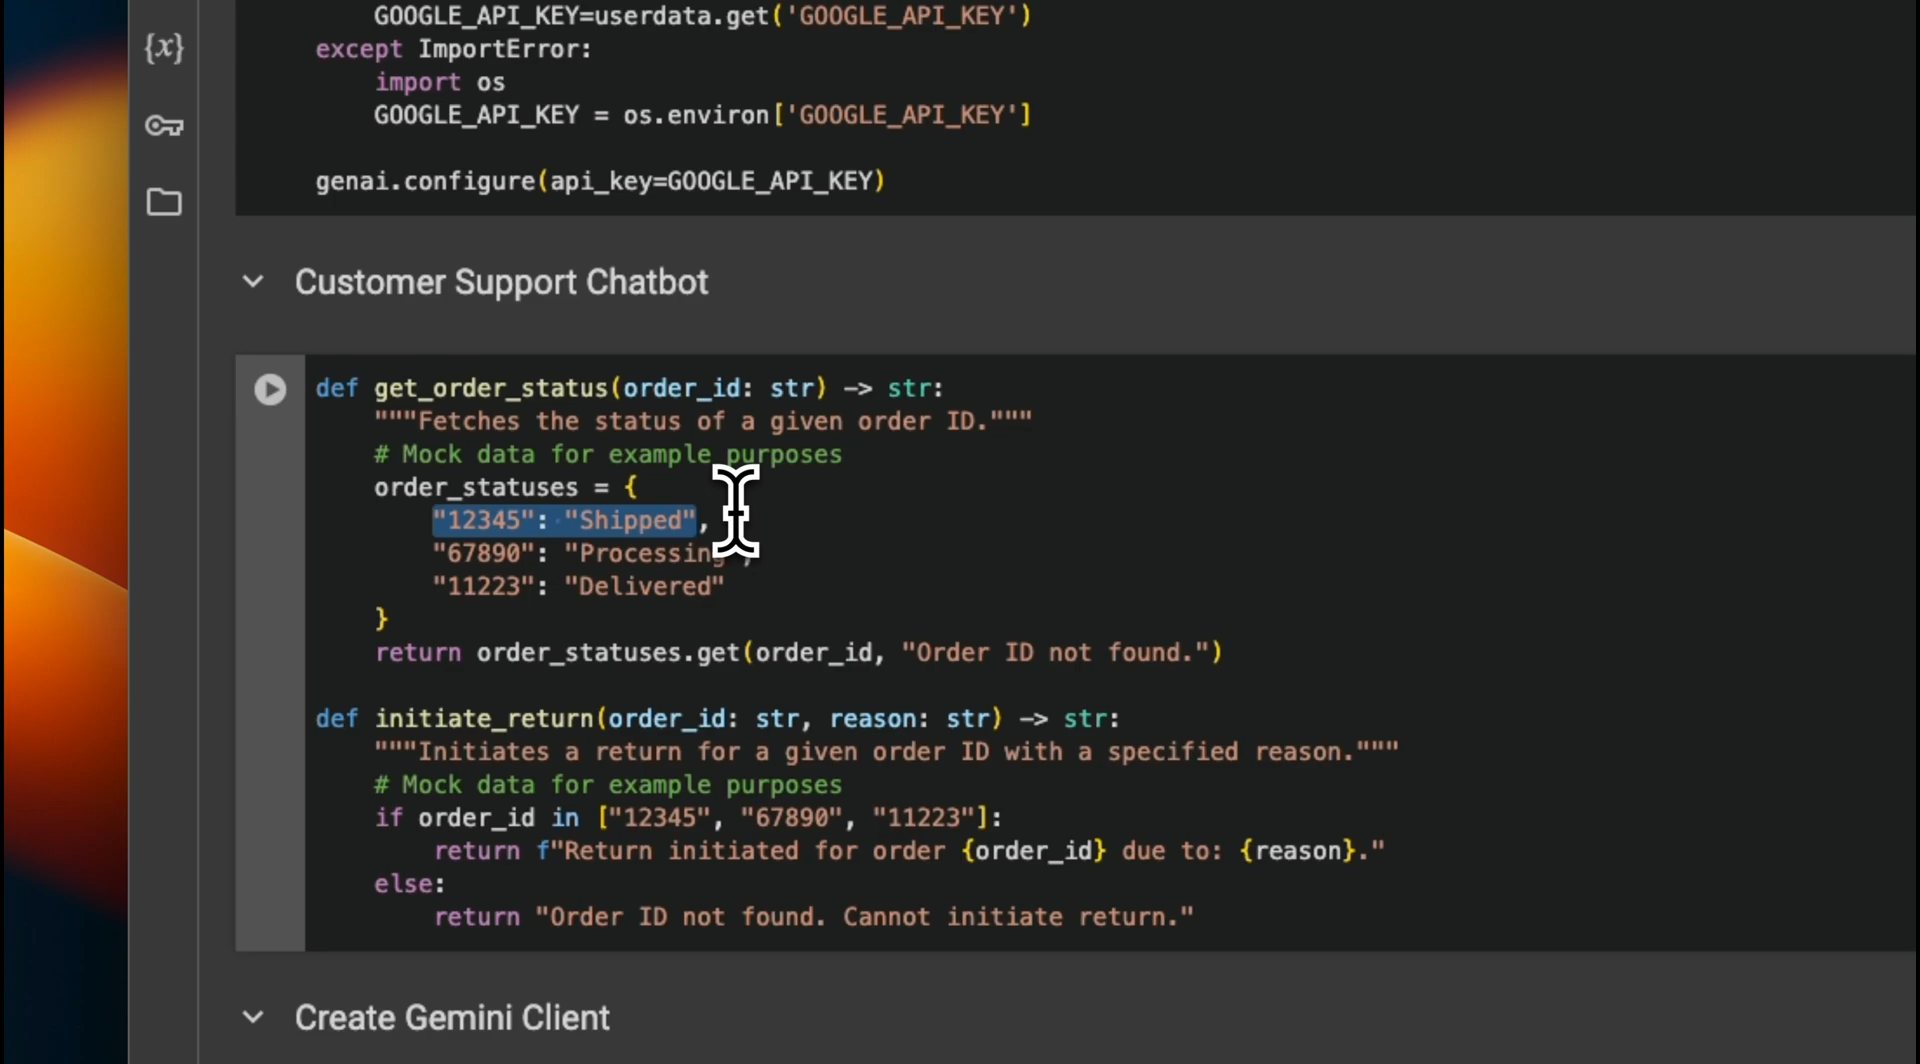 {x}
GOOGLE_API_KEY=userdata.get('GOOGLE_API_KEY')
except ImportError:
import os
GOOGLE_API_KEY = os.environ['GOOGLE_API_KEY']
genai.configure(api_key=GOOGLE_API_KEY)
Customer Support Chatbot
def get_order_status(order_id: str) -> str:
"""Fetches the status of a given order ID."""
# Mock data for example purposes
order_statuses = {
"12345": "Shipped",
"67890": "Processing",
"11223": "Delivered"
}
return order_statuses.get(order_id, "Order ID not found.")
def initiate_return(order_id: str, reason: str) -> str:
"""Initiates a return for a given order ID with a specified reason."""
# Mock data for example purposes
if order_id in ["12345", "67890", "11223"]:
return f"Return initiated for order {order_id} due to: {reason}."
else:
return "Order ID not found. Cannot initiate return."
Create Gemini Client